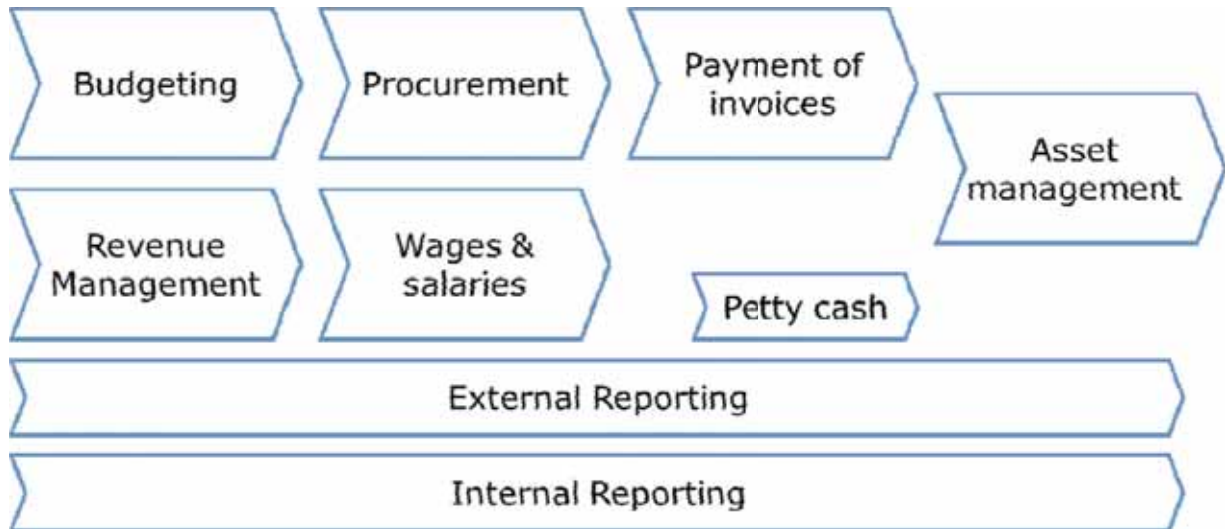 Budgeting
Procurement
Payment of
invoices
Asset
management
Revenue
Management
Wages &
salaries
Petty cash
External Reporting
Internal Reporting